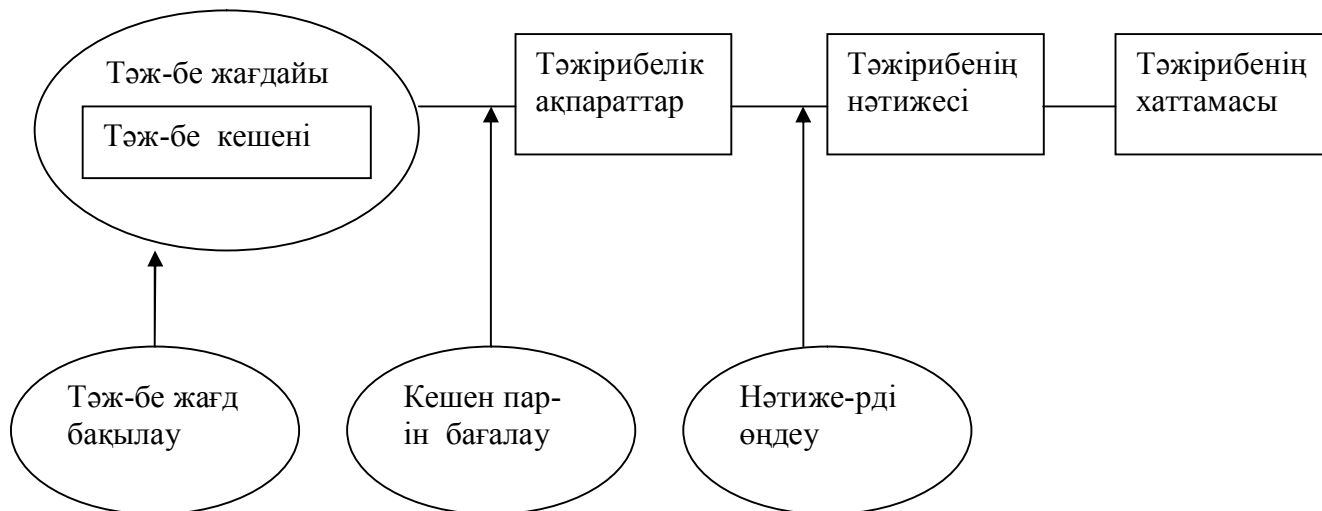 Тәж-бе жағдайы
Тәж-бе  кешені
Тәжірибелік
ақпараттар
Тәжірибенің
нәтижесі
Тәжірибенің
хаттамасы
Тәж-бе жағд
бақылау
Кешен пар-
ін  бағалау
Нәтиже-рді
өңдеу